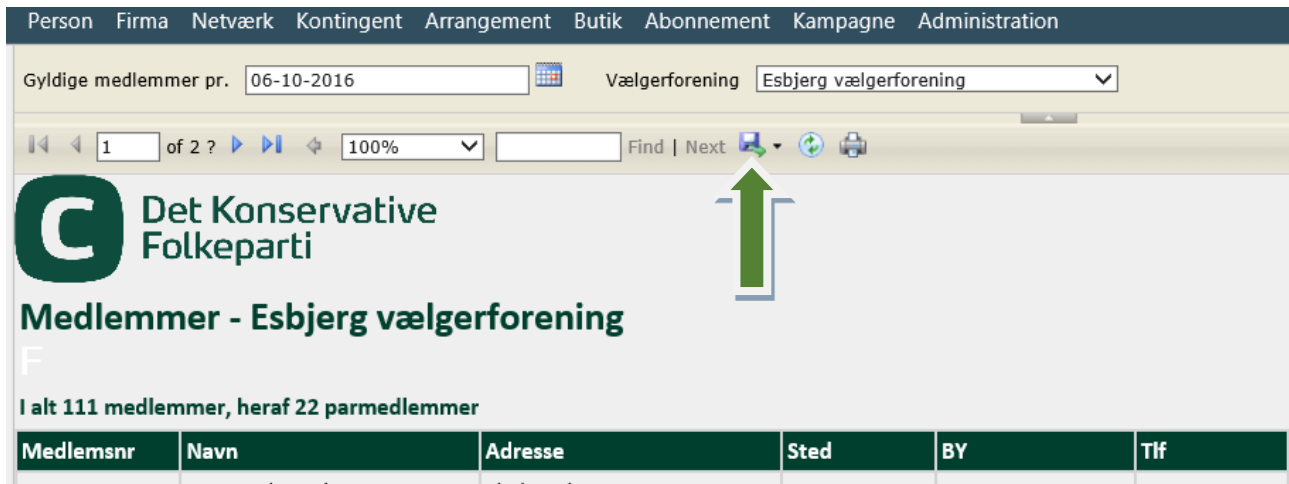 Person Firma Netværk Kontingent Arrangement Butik Abonnement Kampagne Administration
Gyldige medlemmer pr. 06-10-2016 Vælgerforening Esbjerg vælgerforening
1 of 2 ? 100% Find | Next
C Det Konservative
Folkeparti
Medlemmer - Esbjerg vælgerforening
F
I alt 111 medlemmer, heraf 22 parmedlemmer
Medlemsnr Navn Adresse Sted BY Tlf